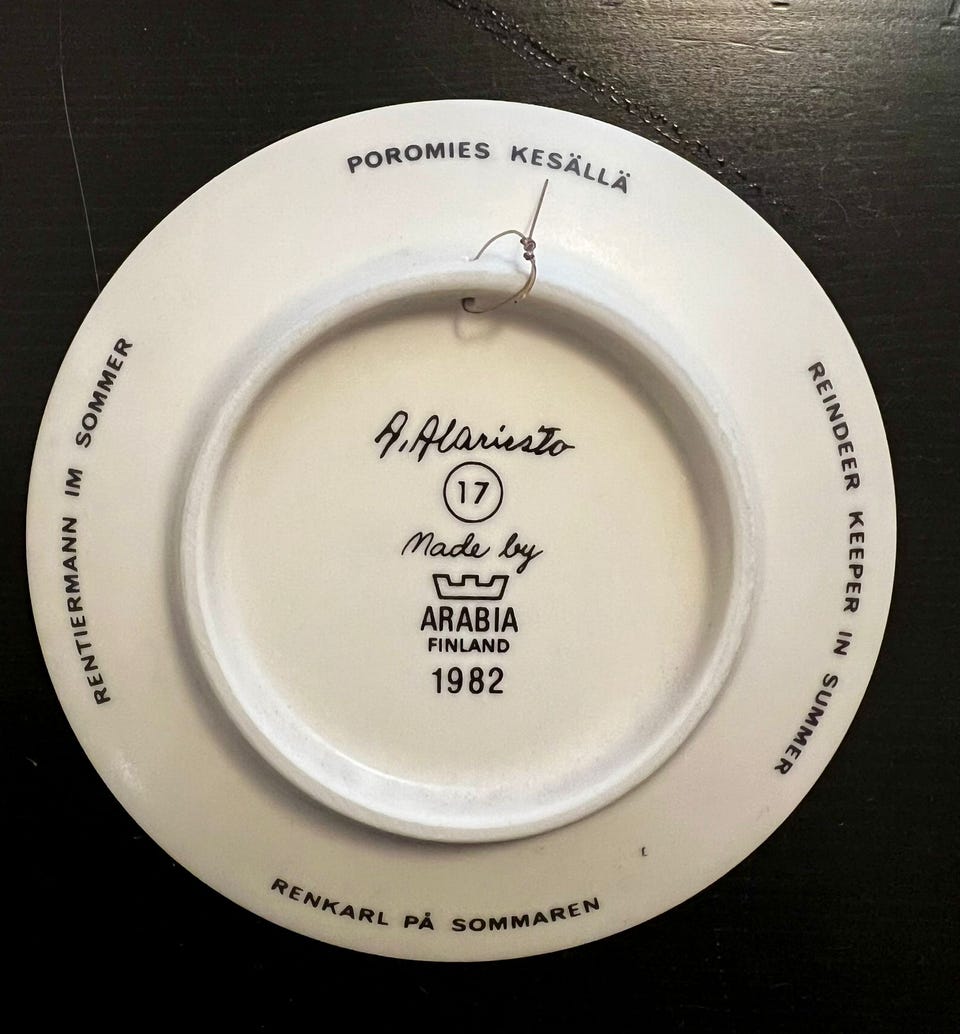 POROMIES KESÄLLÄ
REINDEER KEEPER IN SUMMER
RENKARL PÅ SOMMAREN
RENTIERMANN IM SOMMER
A. Alariesto
17
Made by
ARABIA
FINLAND
1982